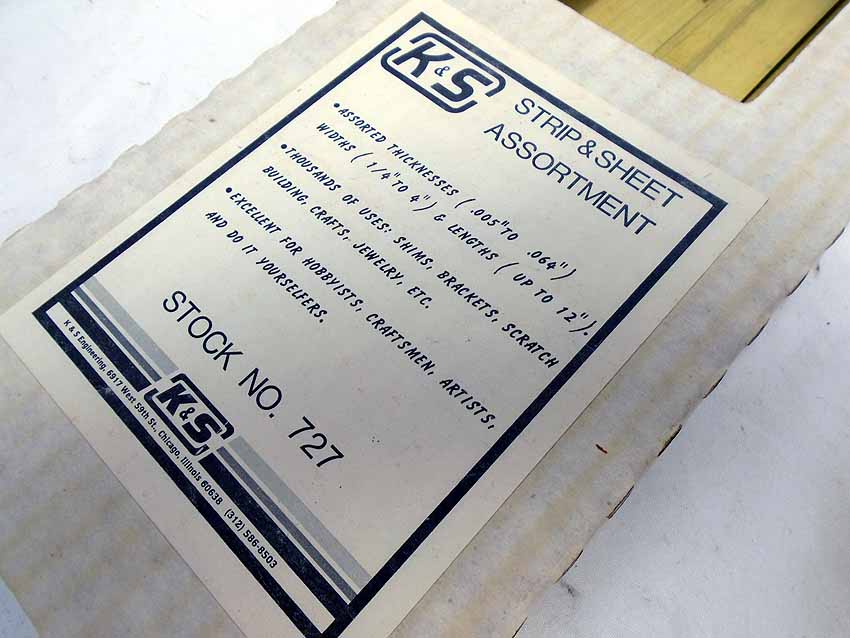 K&S
STRIP & SHEET
ASSORTMENT
• ASSORTED THICKNESSES ( .005" TO .064" )
WIDTHS ( 1/4" TO 4" ) & LENGTHS ( UP TO 12" ).
• THOUSANDS OF USES: SHIMS, BRACKETS, SCRATCH
BUILDING, CRAFTS, JEWELRY, ETC.
• EXCELLENT FOR HOBBYISTS, CRAFTSMEN, ARTISTS,
AND DO IT YOURSELFERS.
STOCK NO. 727
K&S
K & S Engineering, 6917 West 59th St., Chicago, Illinois 60638 (312) 586-8503